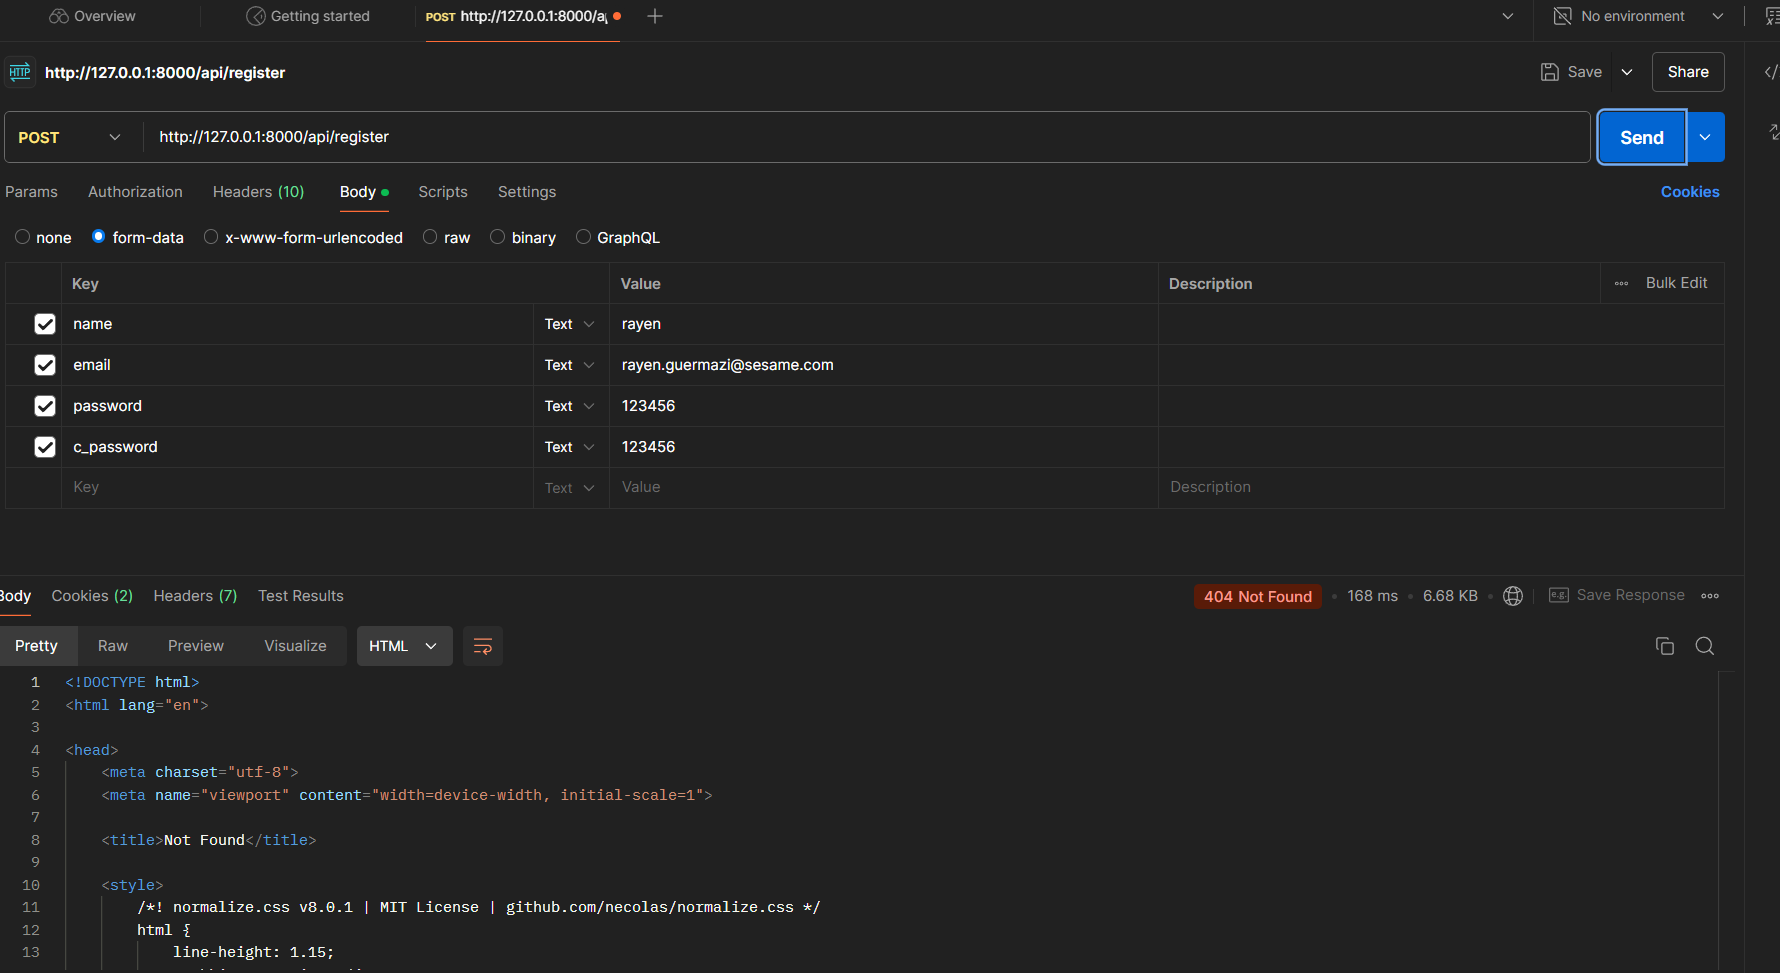 Overview
Getting started
POST http://127.0.0.1:8000/a
No environment
HTTP http://127.0.0.1:8000/api/register
Save
Share
POST
http://127.0.0.1:8000/api/register
Send
Params Authorization Headers (10) Body Scripts Settings
Cookies
none form-data x-www-form-urlencoded raw binary GraphQL
Key Value Description Bulk Edit
name Text rayen
email Text rayen.guermazi@sesame.com
password Text 123456
c_password Text 123456
Key Text Value Description
Body Cookies (2) Headers (7) Test Results
404 Not Found 168 ms 6.68 KB e.g. Save Response
Pretty Raw Preview Visualize HTML
1 <!DOCTYPE html>
2 <html lang="en">
3
4 <head>
5 <meta charset="utf-8">
6 <meta name="viewport" content="width=device-width, initial-scale=1">
7
8 <title>Not Found</title>
9
10 <style>
11 /*! normalize.css v8.0.1 | MIT License | github.com/necolas/normalize.css */
12 html {
13 line-height: 1.15;